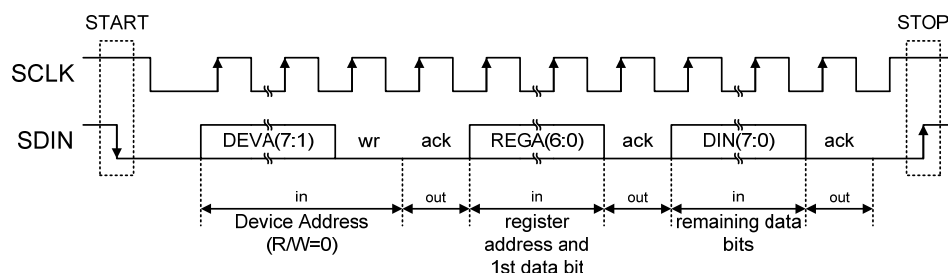 START
STOP
SCLK
SDIN
DEVA(7:1)
wr
ack
REGA(6:0)
ack
DIN(7:0)
ack
in
out
in
out
in
out
Device Address
(R/W=0)
register
address and
1st data bit
remaining data
bits